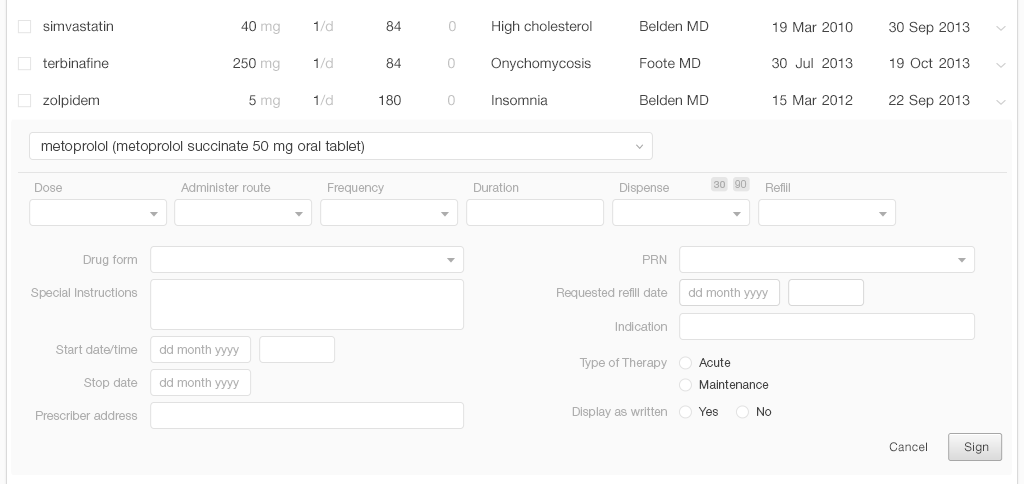 simvastatin 40 mg 1/d 84 0 High cholesterol Belden MD 19 Mar 2010 30 Sep 2013
terbinafine 250 mg 1/d 84 0 Onychomycosis Foote MD 30 Jul 2013 19 Oct 2013
zolpidem 5 mg 1/d 180 0 Insomnia Belden MD 15 Mar 2012 22 Sep 2013
metoprolol (metoprolol succinate 50 mg oral tablet)
Dose Administer route Frequency Duration Dispense 30 90 Refill
Drug form PRN
Special Instructions Requested refill date dd month yyyy
Indication
Start date/time dd month yyyy
Type of Therapy Acute
Stop date dd month yyyy
Maintenance
Prescriber address Display as written Yes No
Cancel Sign